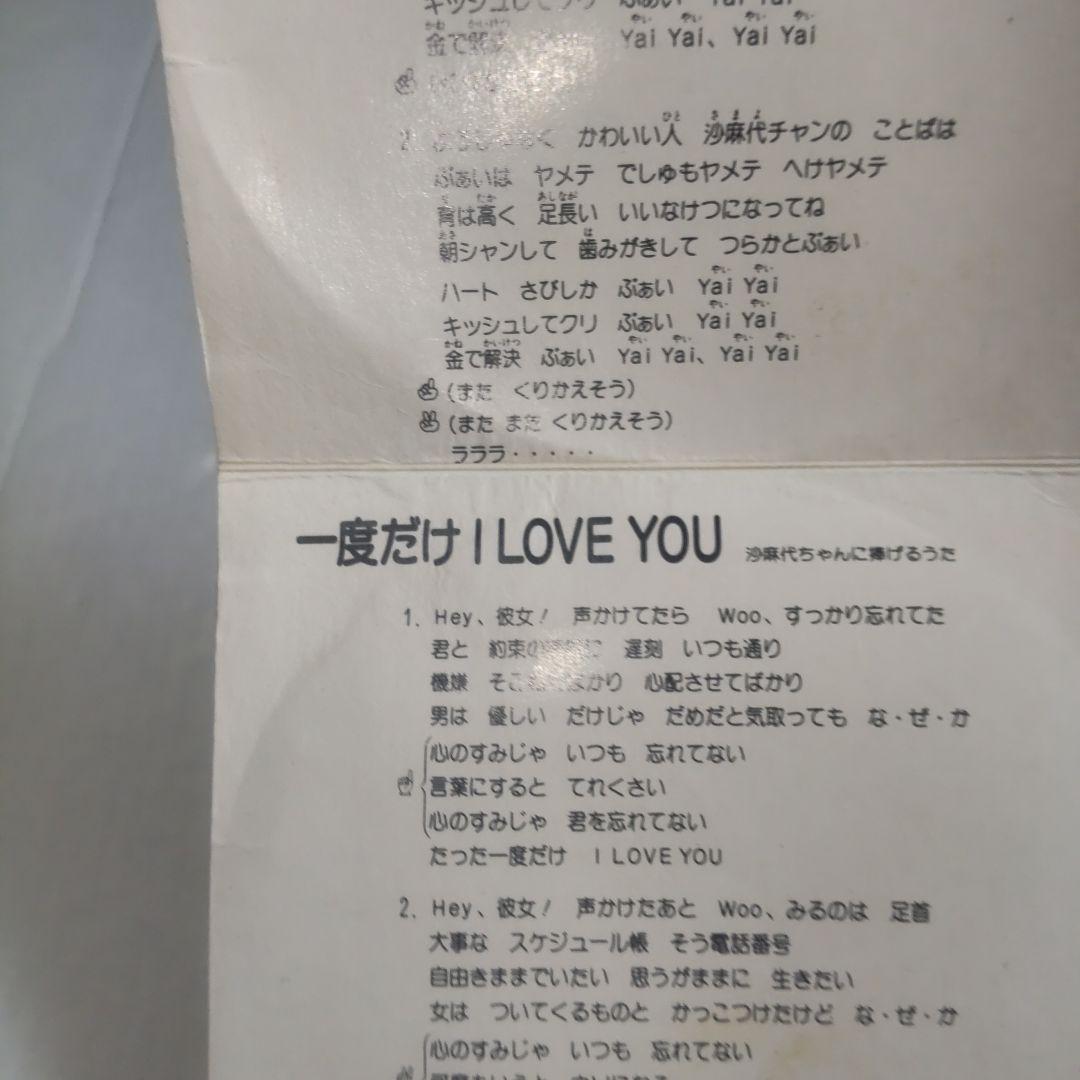 キッシュしてクリ ぶぁい Yai Yai
金で解決 Yai Yai、Yai Yai
2. かわいい人 沙麻代チャンの ことばは
ぶぁいは ヤメテ でしゅもヤメテ へけヤメテ
背は高く 足長い いいなけつになってね
朝シャンして 歯みがきして つらかとぶぁい
ハート さびしか ぶぁい Yai Yai
キッシュしてクリ ぶぁい Yai Yai
金で解決 ぶぁい Yai Yai、Yai Yai
(また くりかえそう)
(また また くりかえそう)
ラララ・・・・・
一度だけ I LOVE YOU 沙麻代ちゃんに捧げるうた
1. Hey、彼女! 声かけてたら Woo、すっかり忘れてた
君と 約束の 遅刻 いつも通り
機嫌 そこ ばかり 心配させてばかり
男は 優しい だけじゃ だめだと気取っても な・ぜ・か
心のすみじゃ いつも 忘れてない
言葉にすると てれくさい
心のすみじゃ 君を忘れてない
たった一度だけ I LOVE YOU
2. Hey、彼女! 声かけたあと Woo、みるのは 足首
大事な スケジュール帳 そう電話番号
自由きままでいたい 思うがままに 生きたい
女は ついてくるものと かっこつけたけど な・ぜ・か
心のすみじゃ いつも 忘れてない